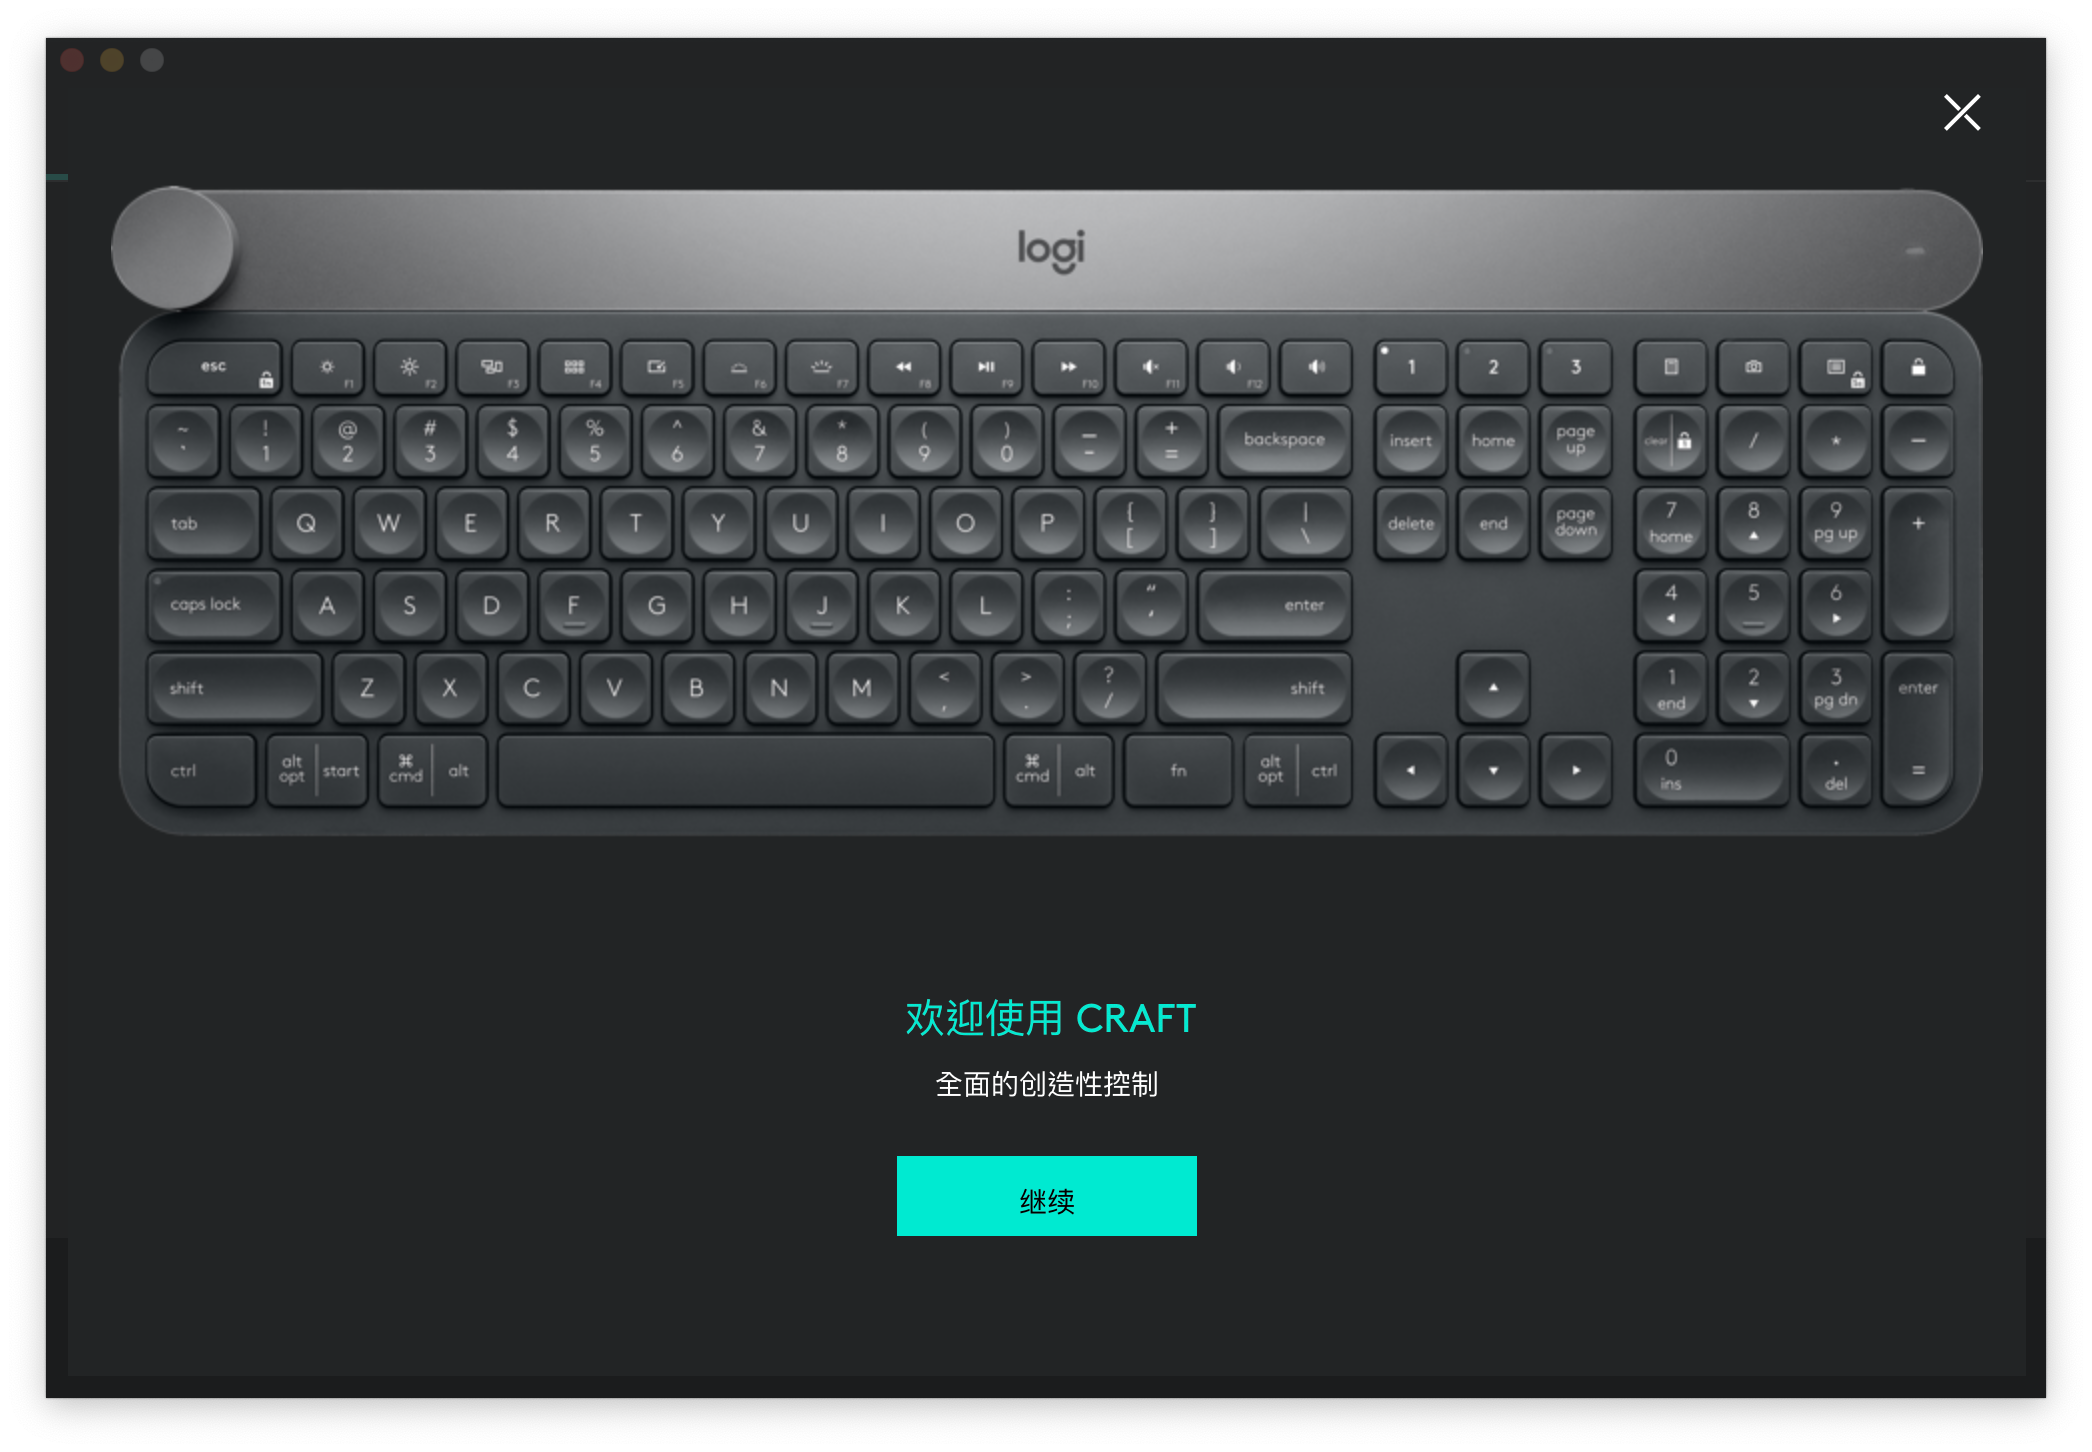 logi
esc F1 F2 F3 F4 F5 F6 F7 F8 F9 F10 F11 F12 1 2 3
~ ! @ # $ % ^ & * ( ) _ + backspace insert home page up clear / * −
` 1 2 3 4 5 6 7 8 9 0 - =
tab Q W E R T Y U I O P { [ } ] | \ delete end page down 7 home 8 9 pg up +
caps lock A S D F G H J K L : ; " ' enter 4 5 6
shift Z X C V B N M < , > . ? / shift 1 end 2 3 pg dn enter =
ctrl alt opt start ⌘ cmd alt ⌘ cmd alt fn alt opt ctrl 0 ins . del
欢迎使用 CRAFT
全面的创造性控制
继续